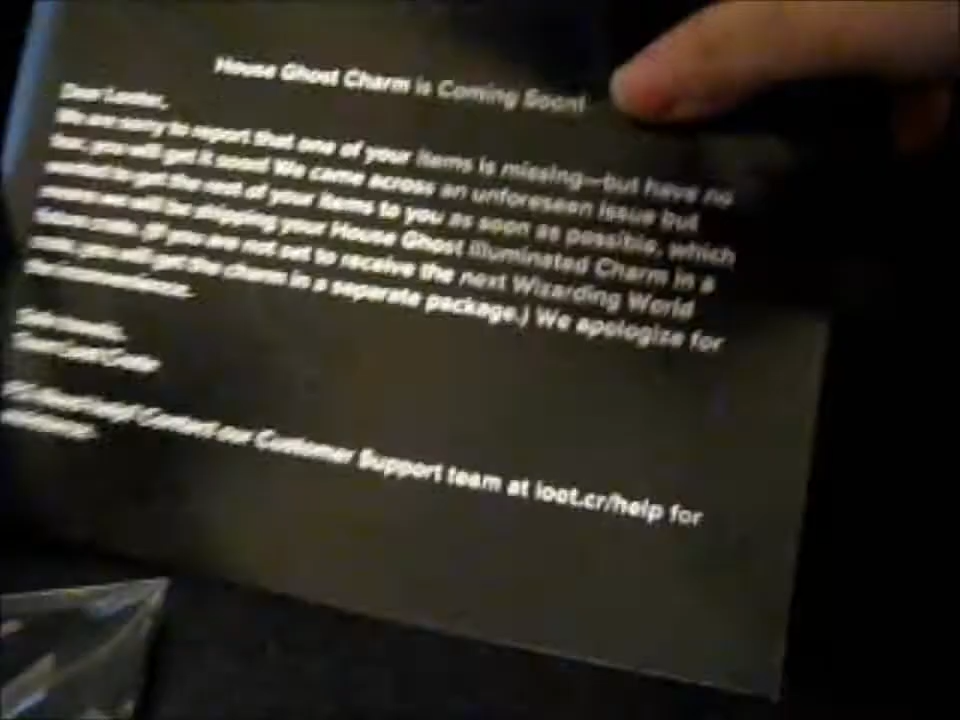 House Ghost Charm is Coming Soon!
Dear Looter,
We are sorry to report that one of your items is missing—but have no
fear, you will get it soon! We came across an unforeseen issue but
wanted to get the rest of your items to you as soon as possible, which
means we will be shipping your House Ghost Illuminated Charm in a
future crate. (If you are not set to receive the next Wizarding World
crate, you will get the charm in a separate package.) We apologize for
the inconvenience.
Team Loot Crate
Contact our Customer Support team at loot.cr/help for